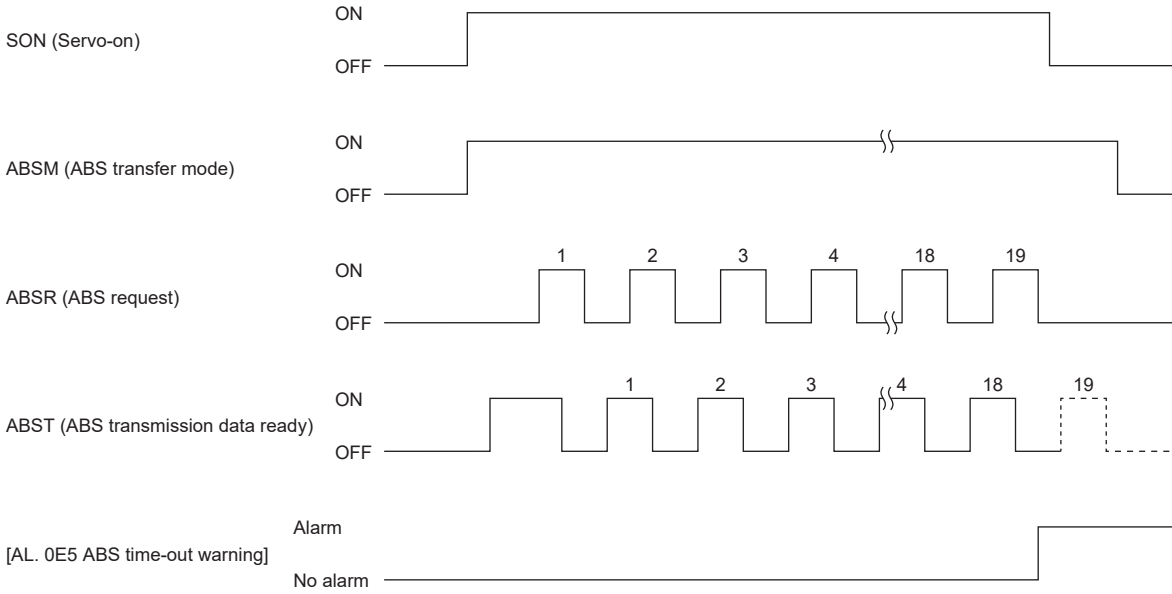 ON
SON (Servo-on)
OFF
ON
ABSM (ABS transfer mode)
OFF
1 2 3 4 18 19
ON
ABSR (ABS request)
OFF
1 2 3 4 18 19
ON
ABST (ABS transmission data ready)
OFF
Alarm
[AL. 0E5 ABS time-out warning]
No alarm